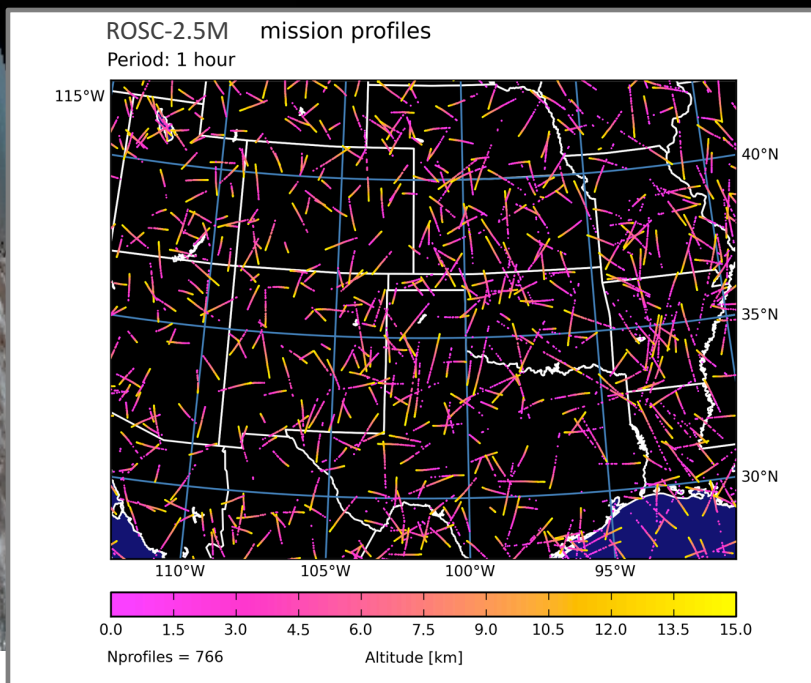 ROSC-2.5M mission profiles
Period: 1 hour
115°W
40°N
35°N
30°N
110°W 105°W 100°W 95°W
0.0 1.5 3.0 4.5 6.0 7.5 9.0 10.5 12.0 13.5 15.0
Nprofiles = 766 Altitude [km]